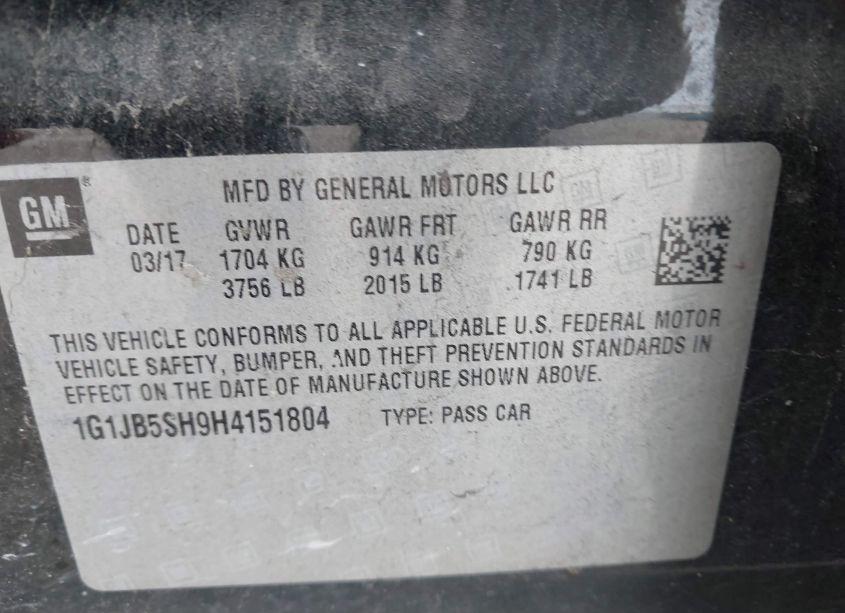 GM®
MFD BY GENERAL MOTORS LLC
DATE GVWR GAWR FRT GAWR RR
03/17 1704 KG 914 KG 790 KG
3756 LB 2015 LB 1741 LB
THIS VEHICLE CONFORMS TO ALL APPLICABLE U.S. FEDERAL MOTOR
VEHICLE SAFETY, BUMPER, AND THEFT PREVENTION STANDARDS IN
EFFECT ON THE DATE OF MANUFACTURE SHOWN ABOVE.
1G1JB5SH9H4151804 TYPE: PASS CAR